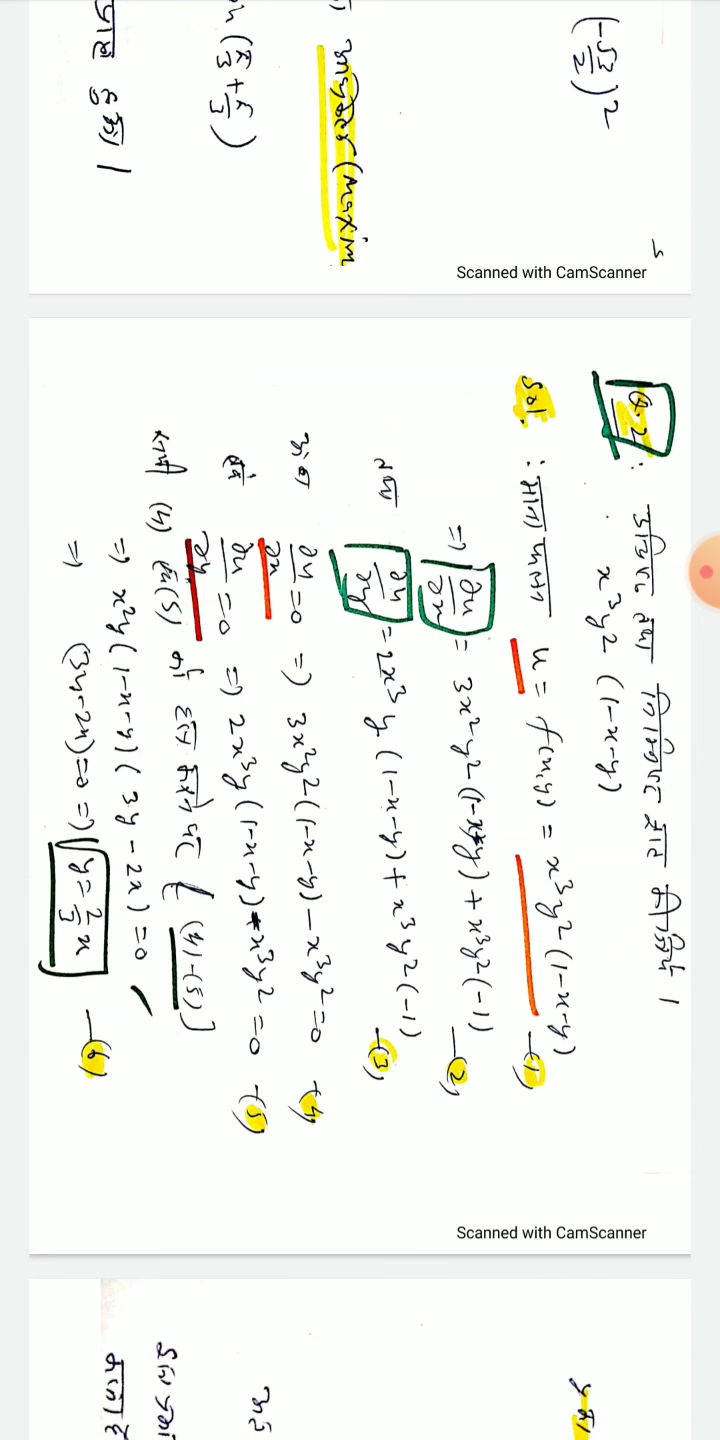 (-√3/2)²
(Maxim
(π/3 + π/3)
Scanned with CamScanner
Q.2 : उच्चिष्ट तथा निम्निष्ट मान निकालिये।
x³y² (1-x-y)
Sol. : माना फलन u = f(x,y) = x³y² (1-x-y) —(1)
⇒ ∂u/∂x = 3x²y² (1-x-y) + x³y² (-1) —(2)
तथा ∂u/∂y = 2x³y (1-x-y) + x³y² (-1) —(3)
∂u/∂x = 0 ⇒ 3x²y² (1-x-y) - x³y² = 0 —(4)
∂u/∂y = 0 ⇒ 2x³y (1-x-y) - x³y² = 0 —(5)
(4) एवं (5) को हल करने पर [(4)-(5)]
⇒ x²y (1-x-y) (3y-2x) = 0
⇒ (3y-2x) = 0 ⇒ y = 2/3 x —(6)
Scanned with CamScanner